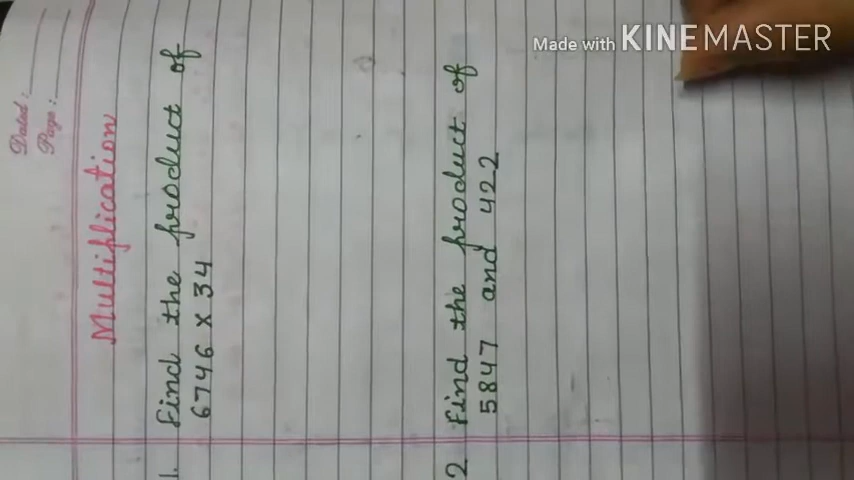 Made with KINEMASTER
Dated :
Page :
Multiplication
1. Find the product of
6746 x 34
2 Find the product of
5847 and 422